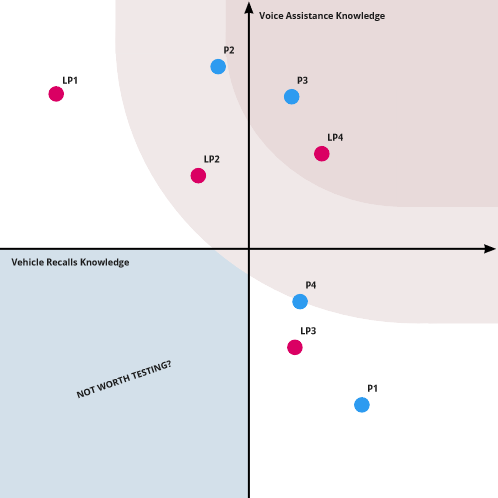 Voice Assistance Knowledge
P2
LP1
P3
LP4
LP2
Vehicle Recalls Knowledge
P4
LP3
NOT WORTH TESTING?
P1